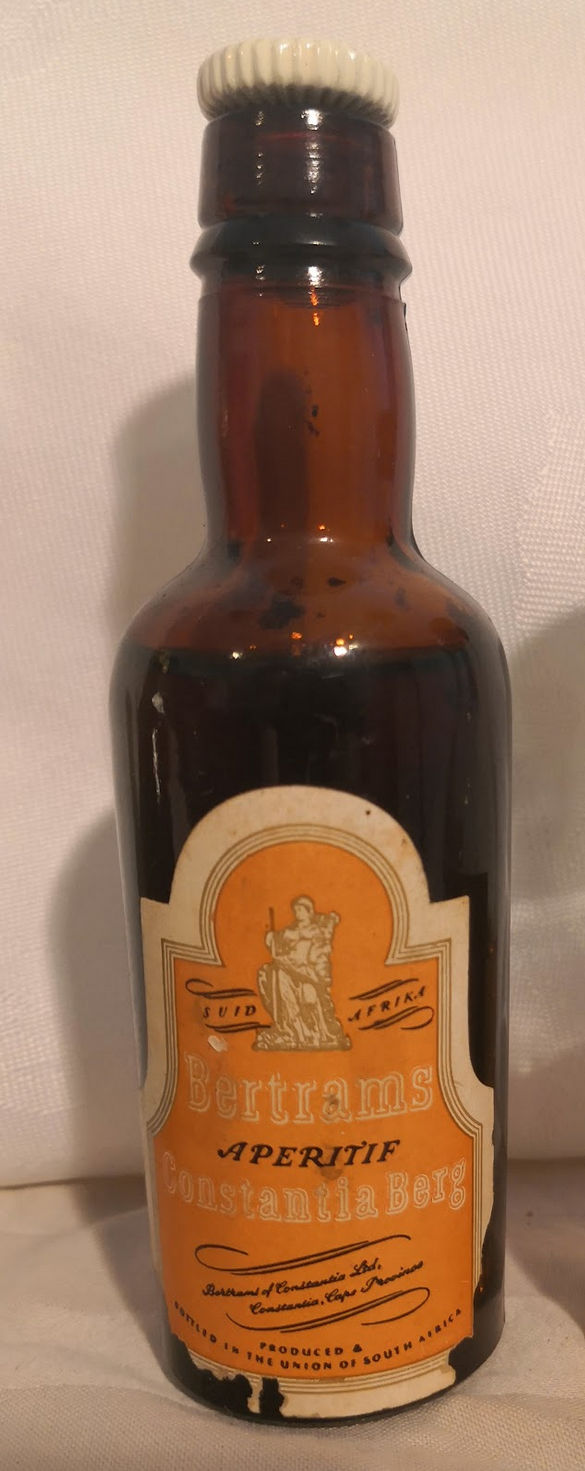 SUID AFRIKA
Bertrams
APERITIF
Constantia Berg
Bertrams of Constantia Ltd.
Constantia, Cape Province
PRODUCED &
BOTTLED IN THE UNION OF SOUTH AFRICA